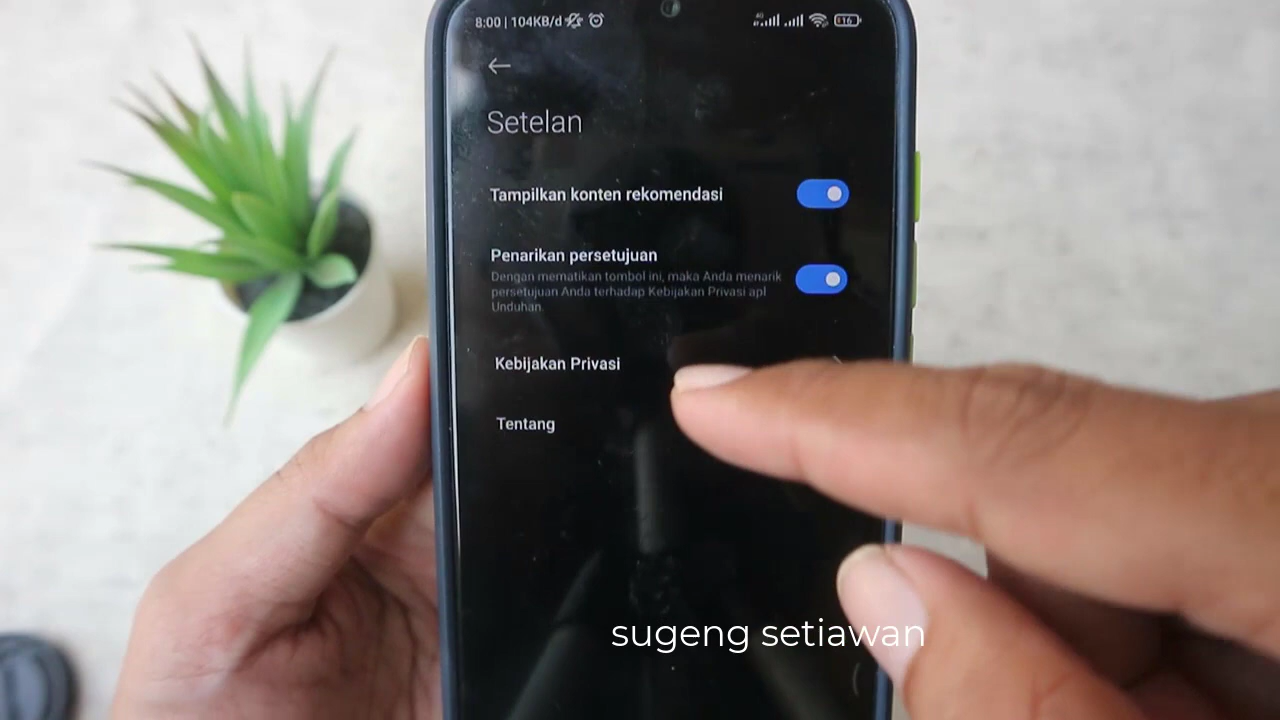 8:00 | 104KB/d
16
Setelan
Tampilkan konten rekomendasi
Penarikan persetujuan
Dengan mematikan tombol ini, maka Anda menarik
persetujuan Anda terhadap Kebijakan Privasi apl
Unduhan.
Kebijakan Privasi
Tentang
sugeng setiawan